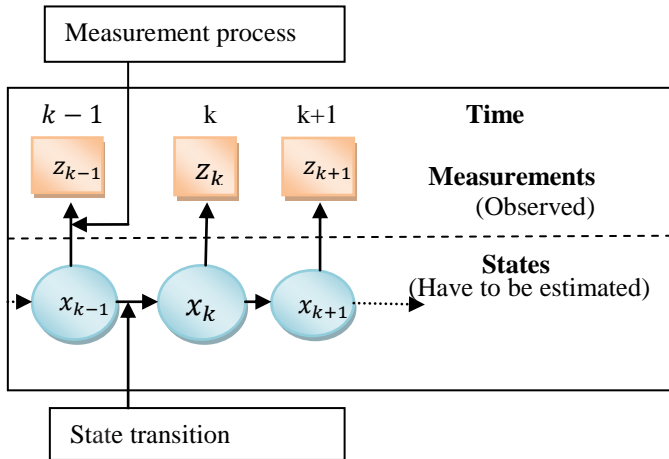 Measurement process
k − 1 k k+1 Time
z_{k−1} z_k z_{k+1}
Measurements
(Observed)
States
(Have to be estimated)
x_{k−1} x_k x_{k+1}
State transition